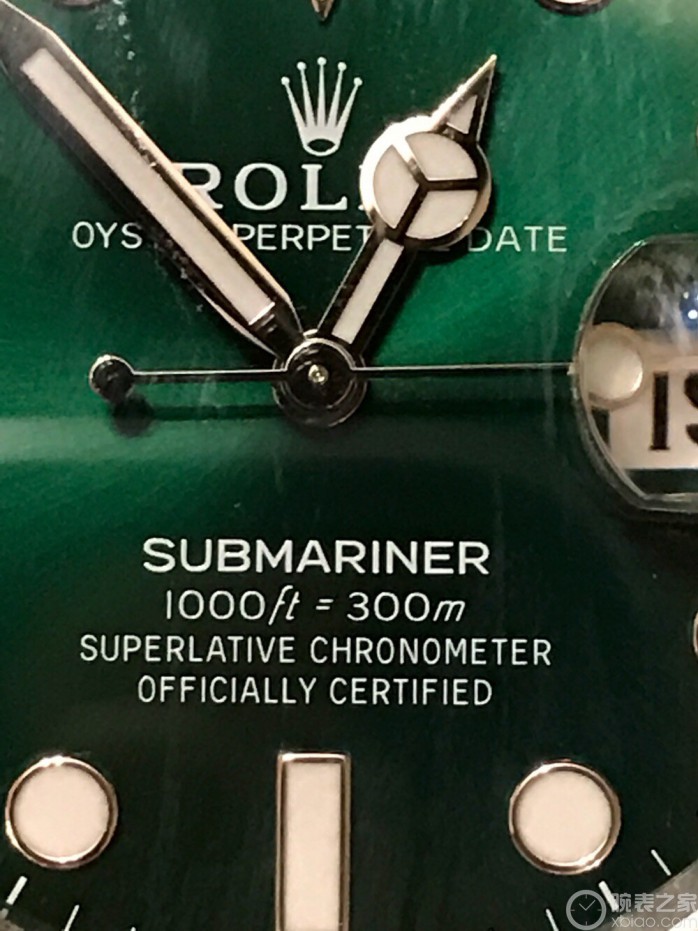 ROL
OYS PERPET DATE
SUBMARINER
1000ft = 300m
SUPERLATIVE CHRONOMETER
OFFICIALLY CERTIFIED
腕表之家
xbiao.com